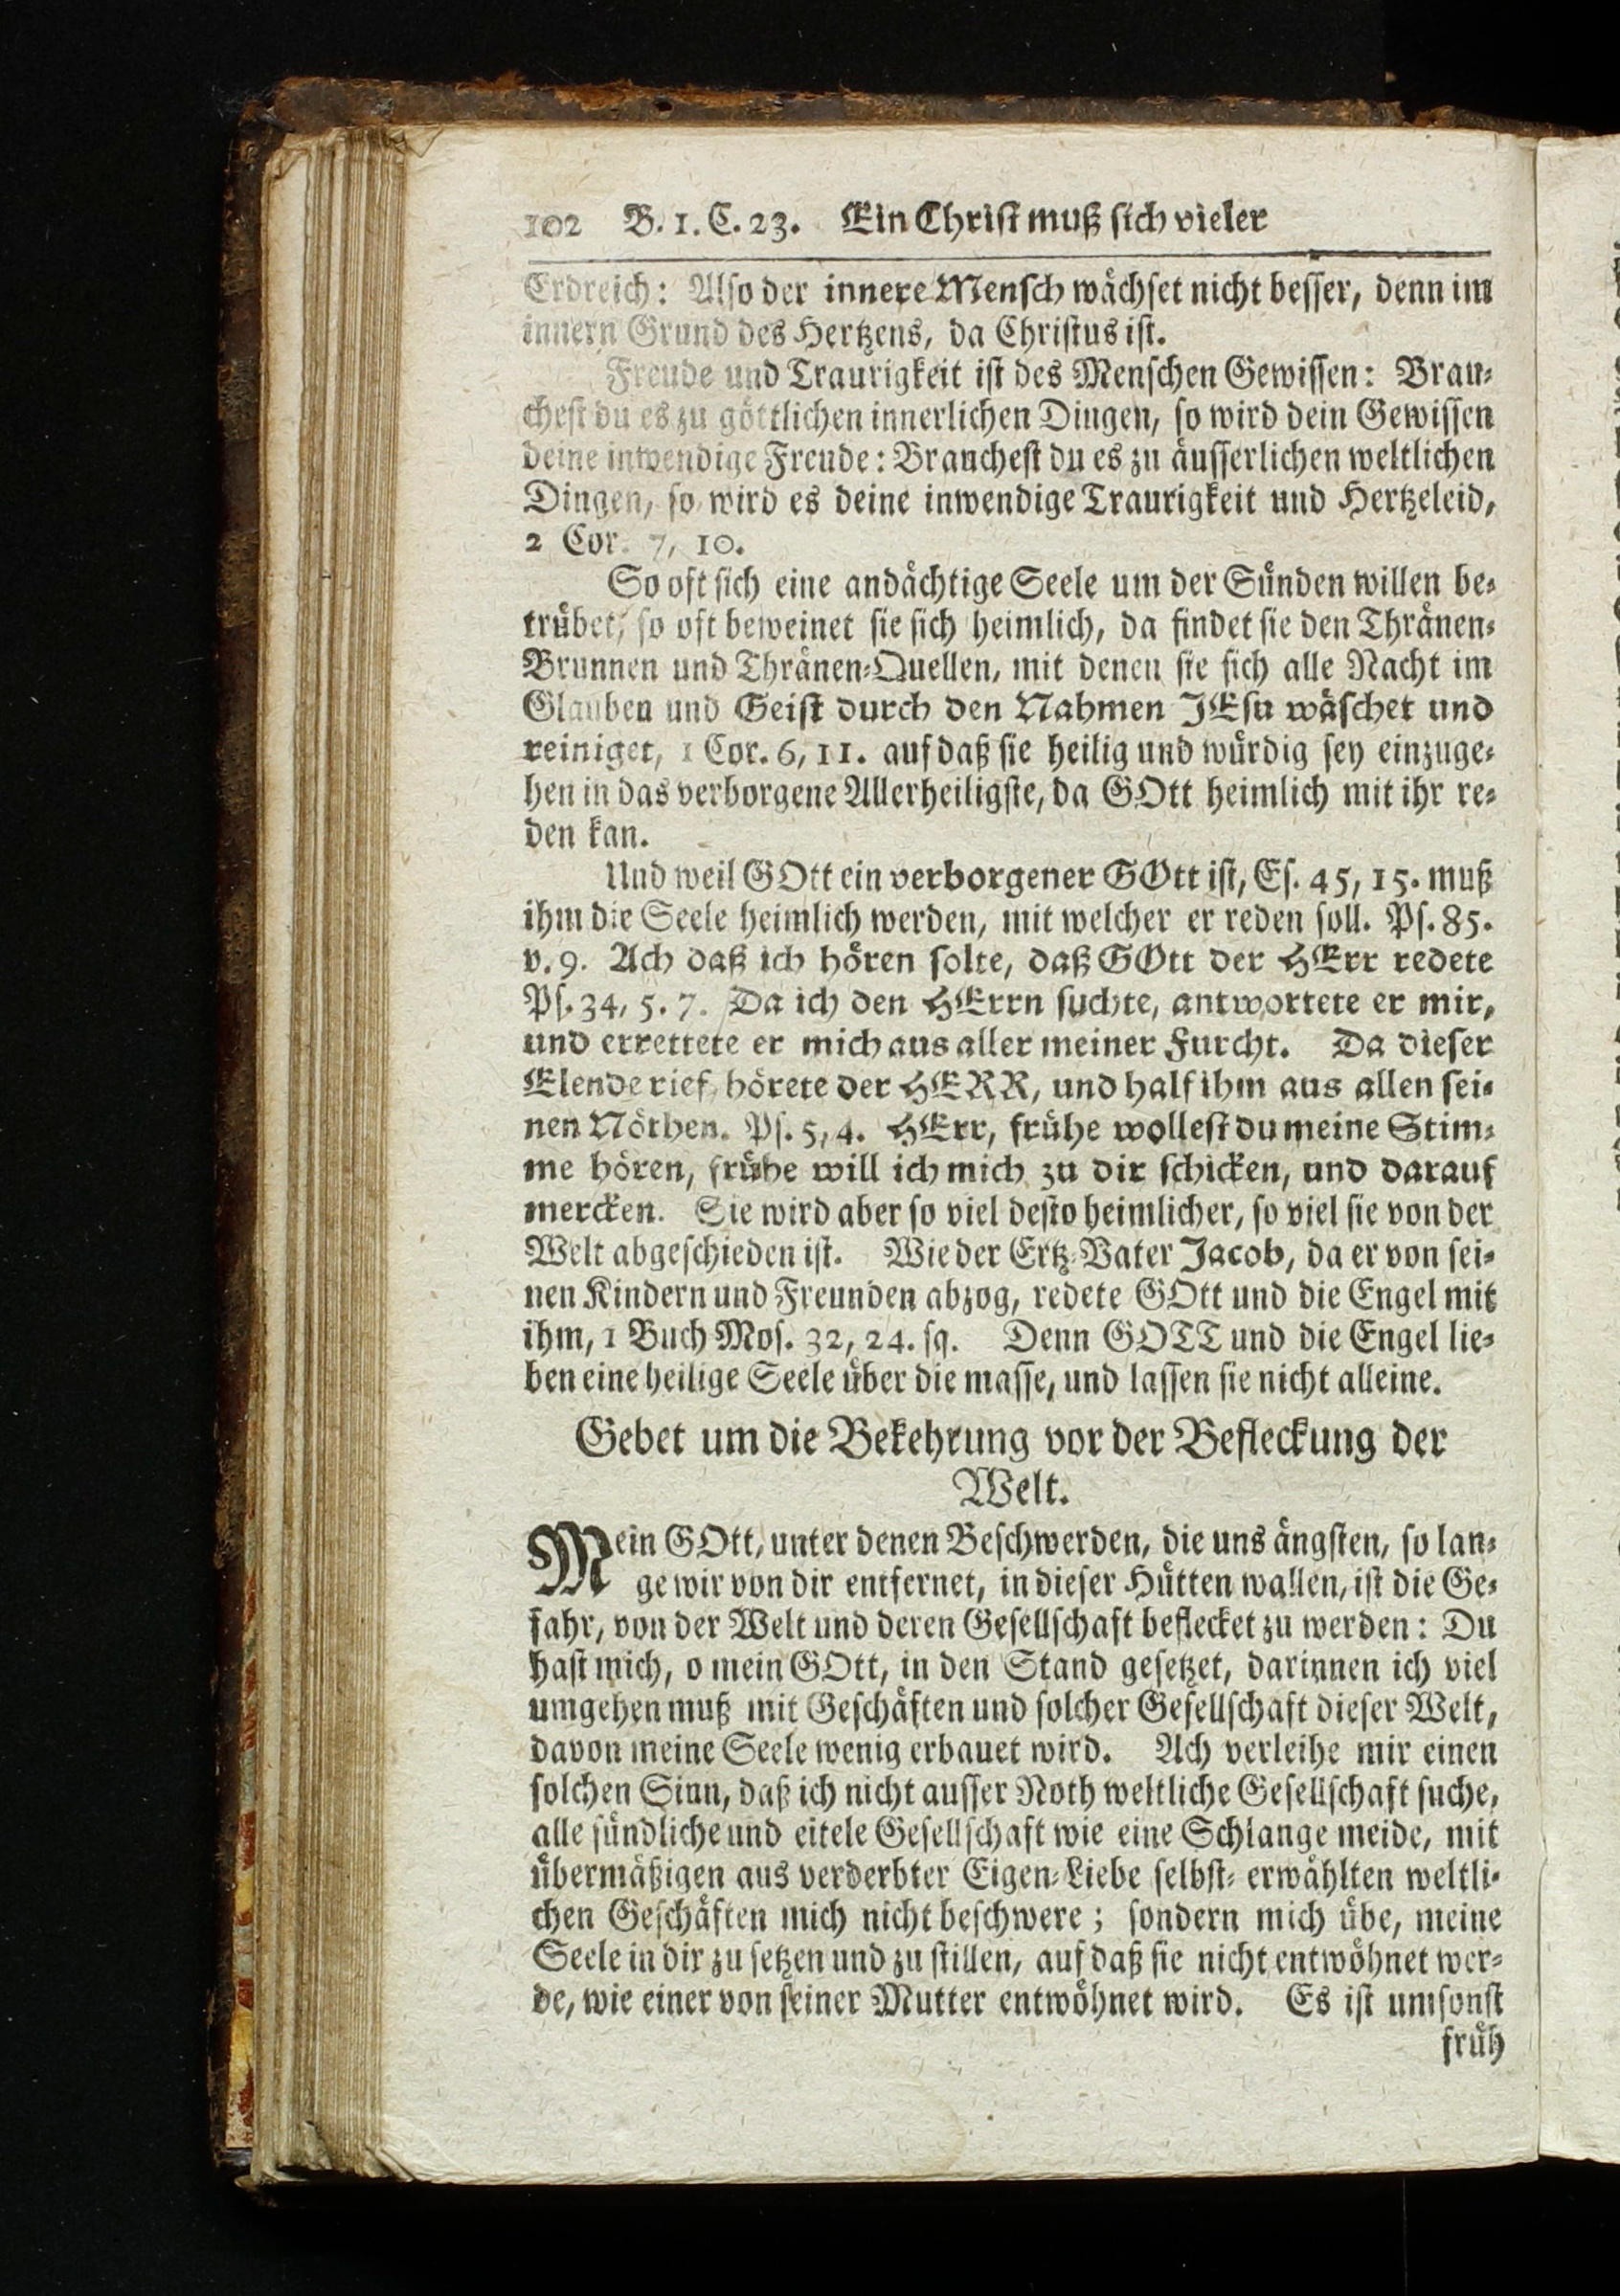 102 B. 1. C. 23. Ein Christ muß sich vieler
Erdreich: Also der innere Mensch wächset nicht besser, denn im
innern Grund des Hertzens, da Christus ist.
Freude und Traurigkeit ist des Menschen Gewissen: Brau-
chest du es zu göttlichen innerlichen Dingen, so wird dein Gewissen
deine inwendige Freude: Brauchest du es zu äusserlichen weltlichen
Dingen, so wird es deine inwendige Traurigkeit und Hertzeleid,
2 Cor. 7, 10.
So oft sich eine andächtige Seele um der Sünden willen be-
trübet, so oft beweinet sie sich heimlich, da findet sie den Thränen-
Brunnen und Thränen-Quellen, mit denen sie sich alle Nacht im
Glauben und Geist durch den Nahmen JEsu wäschet und
reiniget, 1 Cor. 6, 11. auf daß sie heilig und würdig sey einzuge-
hen in das verborgene Allerheiligste, da GOtt heimlich mit ihr re-
den kan.
Und weil GOtt ein verborgener GOtt ist, Es. 45, 15. muß
ihm die Seele heimlich werden, mit welcher er reden soll. Ps. 85.
v. 9. Ach daß ich hören solte, daß GOtt der HErr redete
Ps. 34, 5. 7. Da ich den HErrn suchte, antwortete er mir,
und errettete er mich aus aller meiner Furcht. Da dieser
Elende rief, hörete der HERR, und half ihm aus allen sei-
nen Nöthen. Ps. 5, 4. HErr, frühe wollest du meine Stim-
me hören, frühe will ich mich zu dir schicken, und darauf
mercken. Sie wird aber so viel desto heimlicher, so viel sie von der
Welt abgeschieden ist. Wie der Ertz-Vater Jacob, da er von sei-
nen Kindern und Freunden abzog, redete GOtt und die Engel mit
ihm, 1 Buch Mos. 32, 24. sq. Denn GOTT und die Engel lie-
ben eine heilige Seele über die masse, und lassen sie nicht alleine.
Gebet um die Bekehrung vor der Befleckung der
Welt.
Mein GOtt, unter denen Beschwerden, die uns ängsten, so lan-
ge wir von dir entfernet, in dieser Hütten wallen, ist die Ge-
fahr, von der Welt und deren Gesellschaft beflecket zu werden: Du
hast mich, o mein GOtt, in den Stand gesetzet, darinnen ich viel
umgehen muß mit Geschäften und solcher Gesellschaft dieser Welt,
davon meine Seele wenig erbauet wird. Ach verleihe mir einen
solchen Sinn, daß ich nicht ausser Noth weltliche Gesellschaft suche,
alle sündliche und eitele Gesellschaft wie eine Schlange meide, mit
übermäßigen aus verderbter Eigen-Liebe selbst-erwählten weltli-
chen Geschäften mich nicht beschwere; sondern mich übe, meine
Seele in dir zu setzen und zu stillen, auf daß sie nicht entwöhnet wer-
de, wie einer von seiner Mutter entwöhnet wird. Es ist umsonst
früh